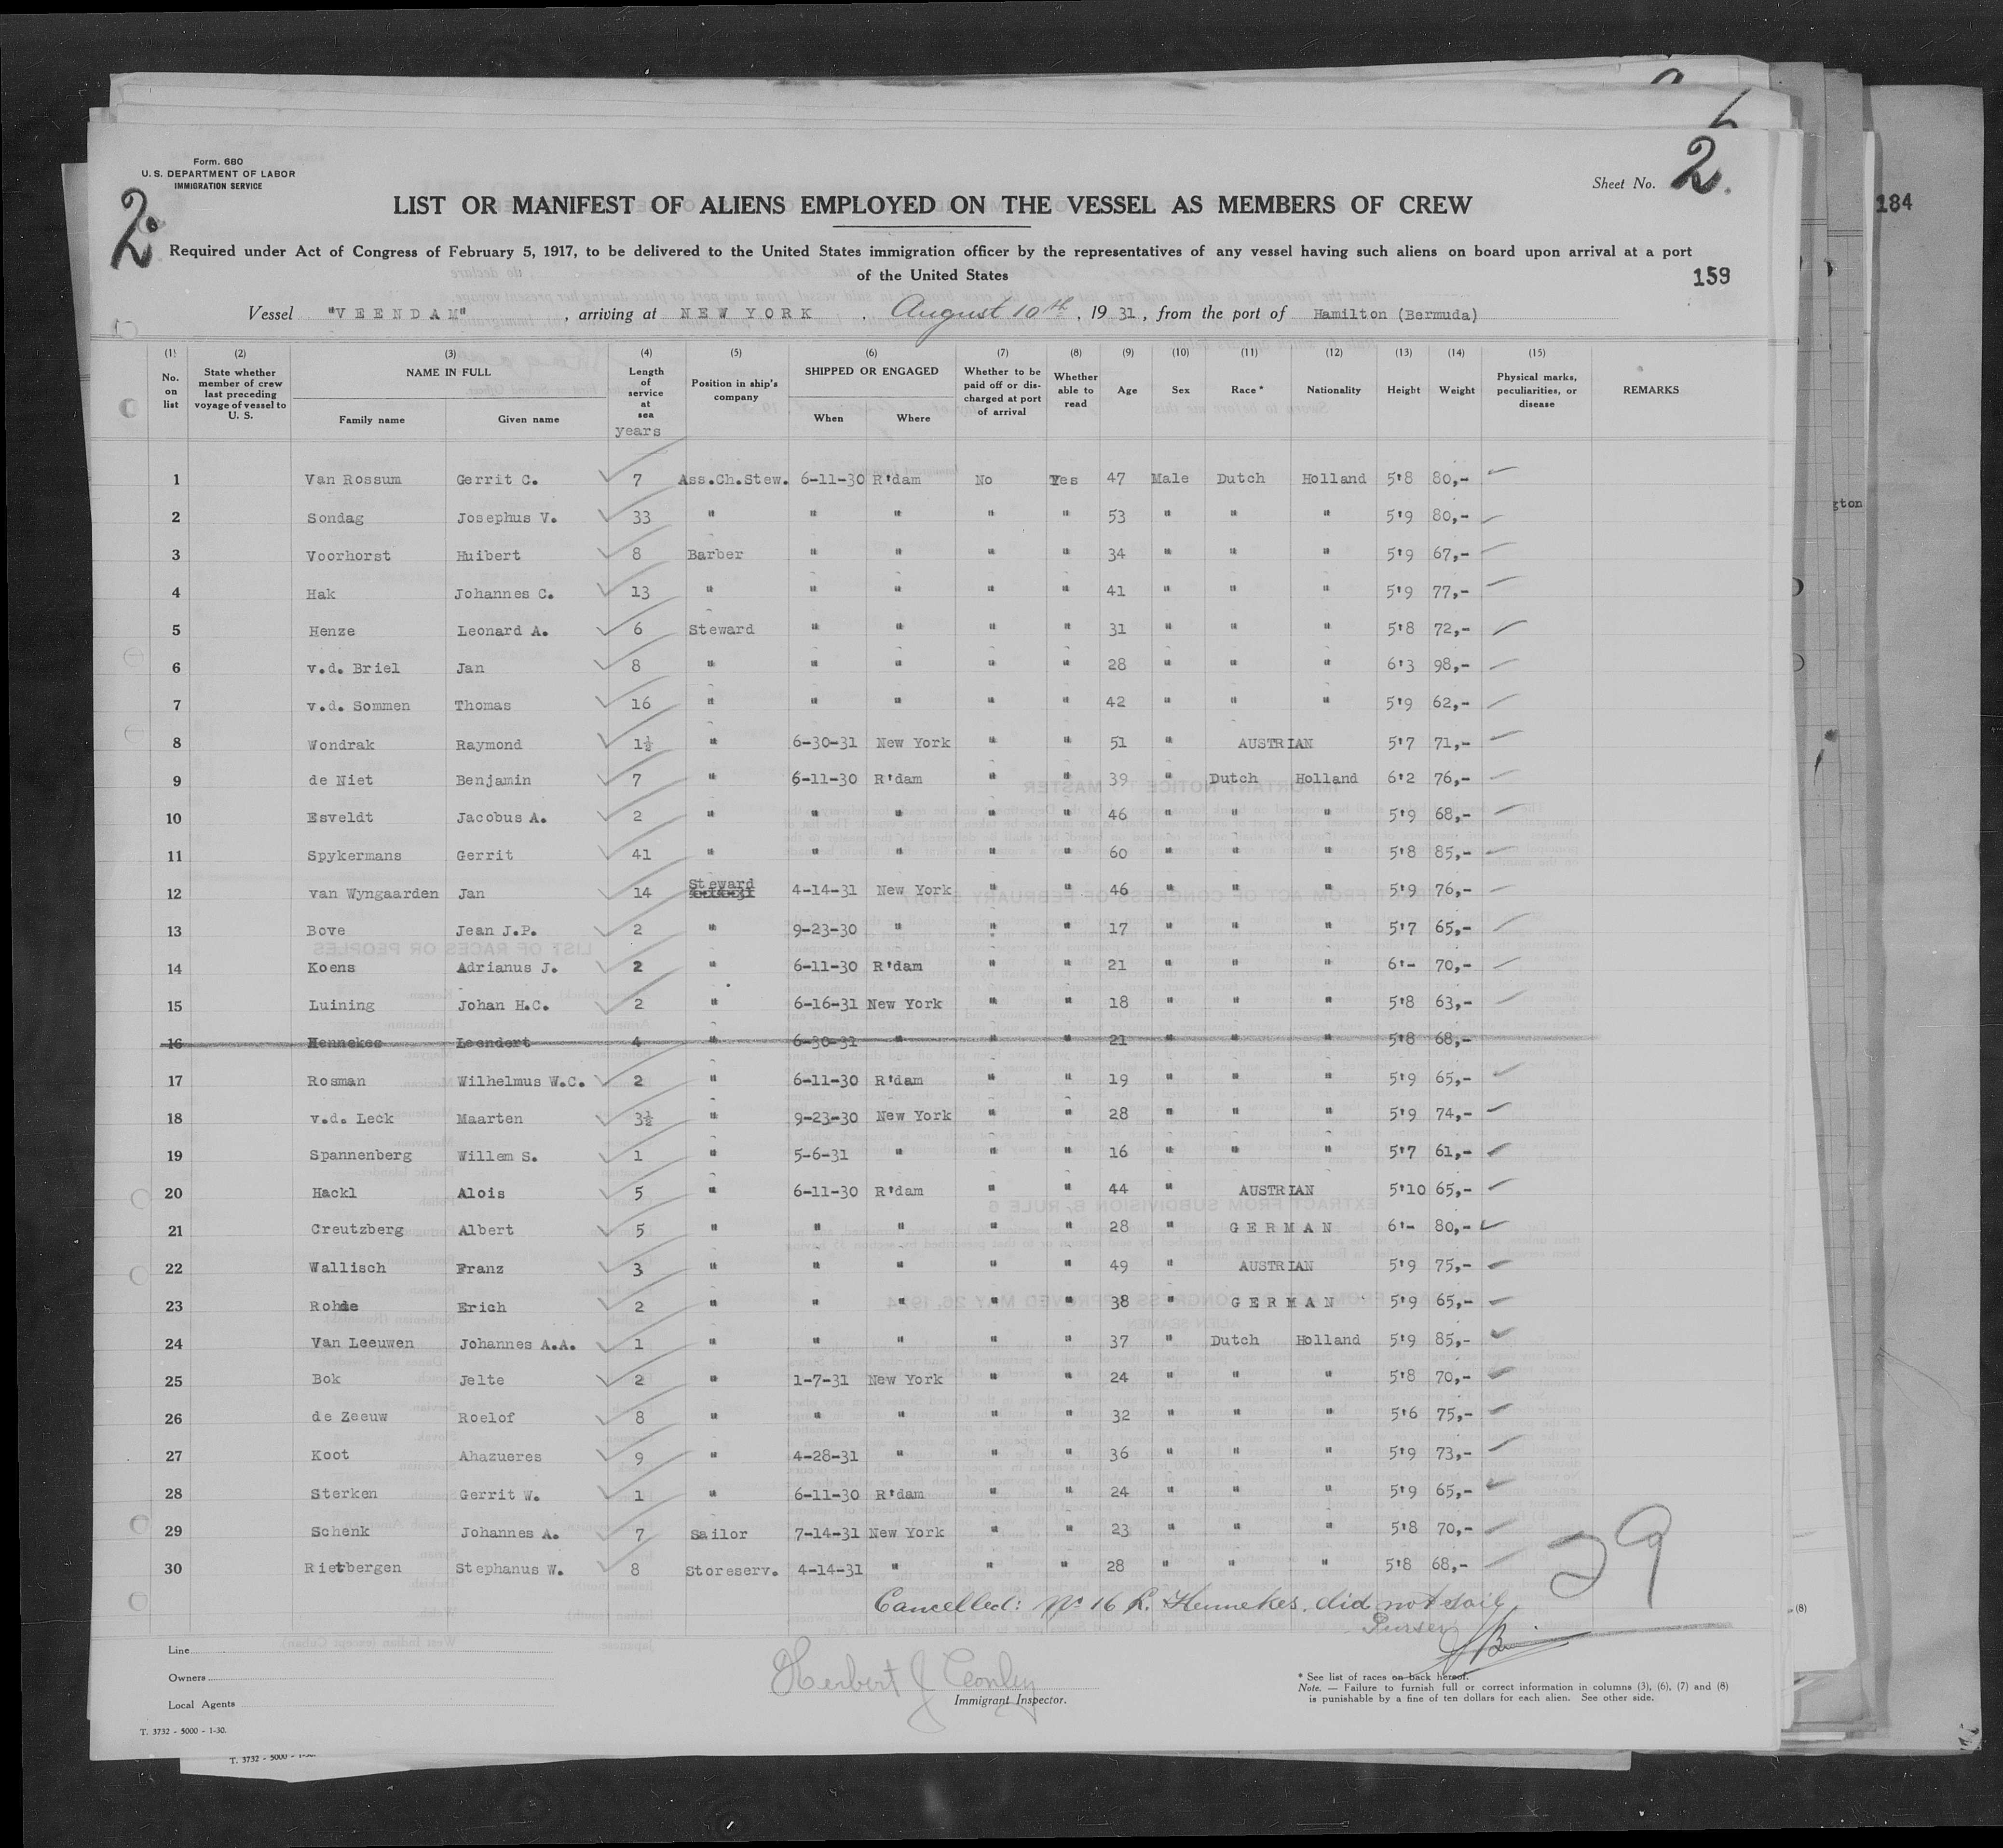 Form. 680
U. S. DEPARTMENT OF LABOR
IMMIGRATION SERVICE
Sheet No. 2.
2
184
LIST OR MANIFEST OF ALIENS EMPLOYED ON THE VESSEL AS MEMBERS OF CREW
Required under Act of Congress of February 5, 1917, to be delivered to the United States immigration officer by the representatives of any vessel having such aliens on board upon arrival at a port
of the United States
159
Vessel "VEENDAM", arriving at NEW YORK, August 10th, 1931, from the port of Hamilton (Bermuda)
(1) (2) (3) (4) (5) (6) (7) (8) (9) (10) (11) (12) (13) (14) (15)
No. on list | State whether member of crew last preceding voyage of vessel to U. S. | NAME IN FULL Family name Given name | Length of service at sea years | Position in ship's company | SHIPPED OR ENGAGED When Where | Whether to be paid off or discharged at port of arrival | Whether able to read | Age | Sex | Race* | Nationality | Height | Weight | Physical marks, peculiarities, or disease | REMARKS
1 Van Rossum Gerrit C. 7 Ass.Ch.Stew. 6-11-30 R'dam No Yes 47 Male Dutch Holland 5'8 80,-
2 Sondag Josephus V. 33 " " " " " 53 " " " 5'9 80,-
3 Voorhorst Huibert 8 Barber " " " " 34 " " " 5'9 67,-
4 Hak Johannes C. 13 " " " " " 41 " " " 5'9 77,-
5 Henze Leonard A. 6 Steward " " " " 31 " " " 5'8 72,-
6 v.d. Briel Jan 8 " " " " " 28 " " " 6'3 98,-
7 v.d. Sommen Thomas 16 " " " " " 42 " " " 5'9 62,-
8 Wondrak Raymond 1½ " 6-30-31 New York " " 51 " AUSTRIAN 5'7 71,-
9 de Niet Benjamin 7 " 6-11-30 R'dam " " 39 " Dutch Holland 6'2 76,-
10 Esveldt Jacobus A. 2 " " " " " 46 " " " 5'9 68,-
11 Spykermans Gerrit 41 " " " " " 60 " " " 5'8 85,-
12 van Wyngaarden Jan 14 Steward 4-14-31 4-14-31 New York " " 46 " " " 5'9 76,-
13 Bove Jean J.P. 2 " 9-23-30 " " " 17 " " " 5'7 65,-
14 Koens Adrianus J. 2 " 6-11-30 R'dam " " 21 " " " 6'- 70,-
15 Luining Johan H.C. 2 " 6-16-31 New York " " 18 " " " 5'8 63,-
16 Hennekes Leendert 4 " 6-30-31 " " " 21 " " " 5'8 68,-
17 Rosman Wilhelmus W.C. 2 " 6-11-30 R'dam " " 19 " " " 5'9 65,-
18 v.d. Leck Maarten 3½ " 9-23-30 New York " " 28 " " " 5'9 74,-
19 Spannenberg Willem S. 1 " 5-6-31 " " " 16 " " " 5'7 61,-
20 Hackl Alois 5 " 6-11-30 R'dam " " 44 " AUSTRIAN 5'10 65,-
21 Creutzberg Albert 5 " " " " " 28 " GERMAN 6'- 80,-
22 Wallisch Franz 3 " " " " " 49 " AUSTRIAN 5'9 75,-
23 Rohde Erich 2 " " " " " 38 " GERMAN 5'9 65,-
24 Van Leeuwen Johannes A.A. 1 " " " " " 37 " Dutch Holland 5'9 85,-
25 Bok Jelte 2 " 1-7-31 New York " " 24 " " " 5'8 70,-
26 de Zeeuw Roelof 8 " " " " " 32 " " " 5'6 75,-
27 Koot Ahazueres 9 " 4-28-31 " " " 36 " " " 5'9 73,-
28 Sterken Gerrit W. 1 " 6-11-30 R'dam " " 24 " " " 5'9 65,-
29 Schenk Johannes A. 7 Sailor 7-14-31 New York " " 23 " " " 5'8 70,-
30 Rietbergen Stephanus W. 8 Storeserv. 4-14-31 " " " 28 " " " 5'8 68,-
29
Cancelled: No 16 L. Hennekes. did not sail
Purser
Line
Owners
Local Agents
Herbert J Conley
Immigrant Inspector.
* See list of races on back hereof.
Note. — Failure to furnish full or correct information in columns (3), (6), (7) and (8)
is punishable by a fine of ten dollars for each alien. See other side.
T. 3732 - 5000 - 1-30.